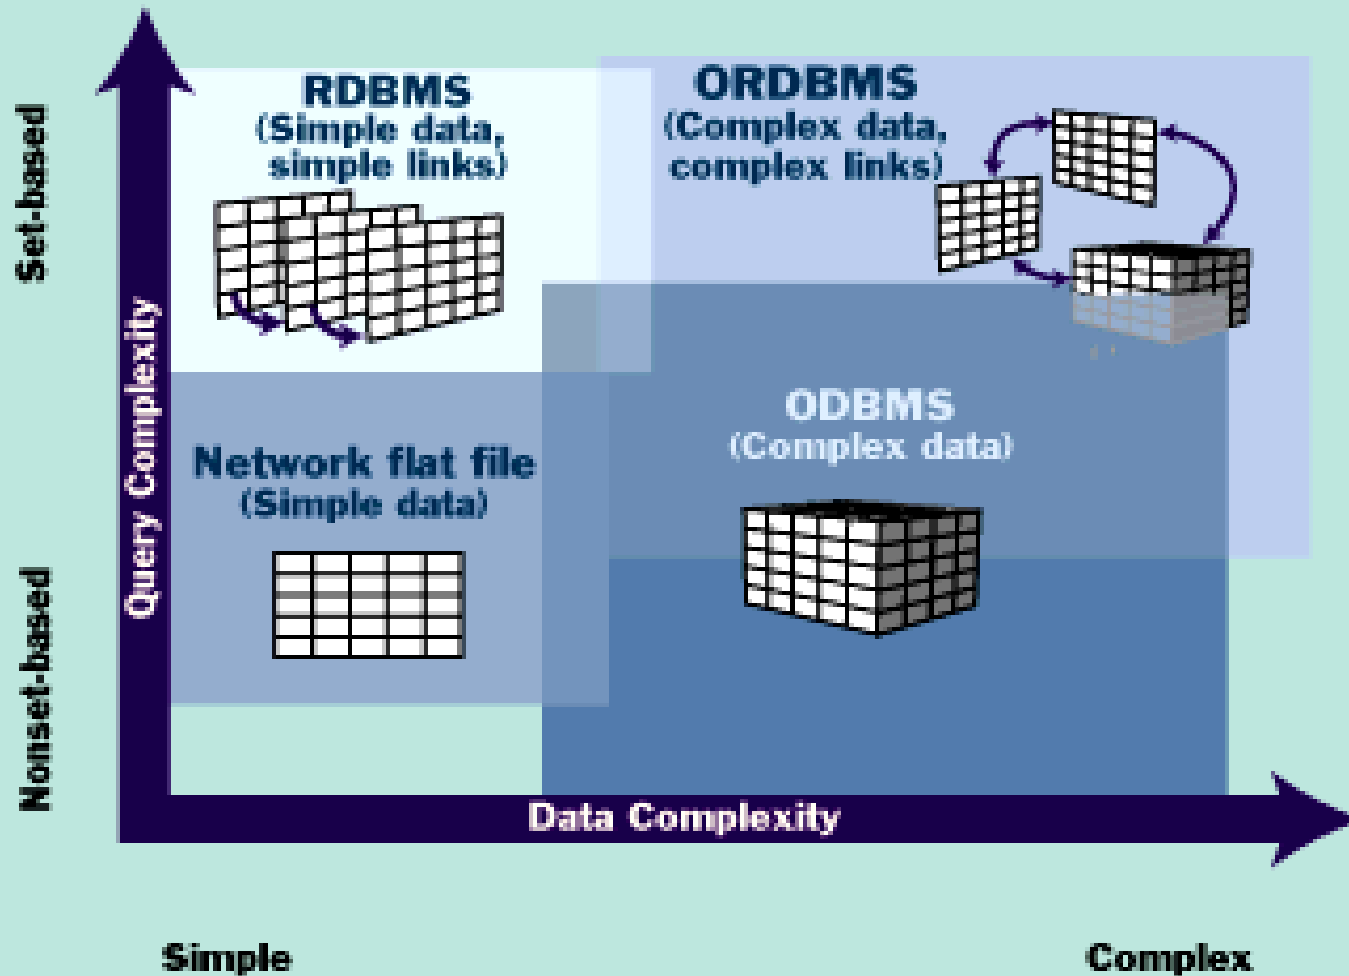 RDBMS
(Simple data,
simple links)
ORDBMS
(Complex data,
complex links)
Set-based
Query Complexity
Network flat file
(Simple data)
ODBMS
(Complex data)
Nonset-based
Data Complexity
Simple
Complex